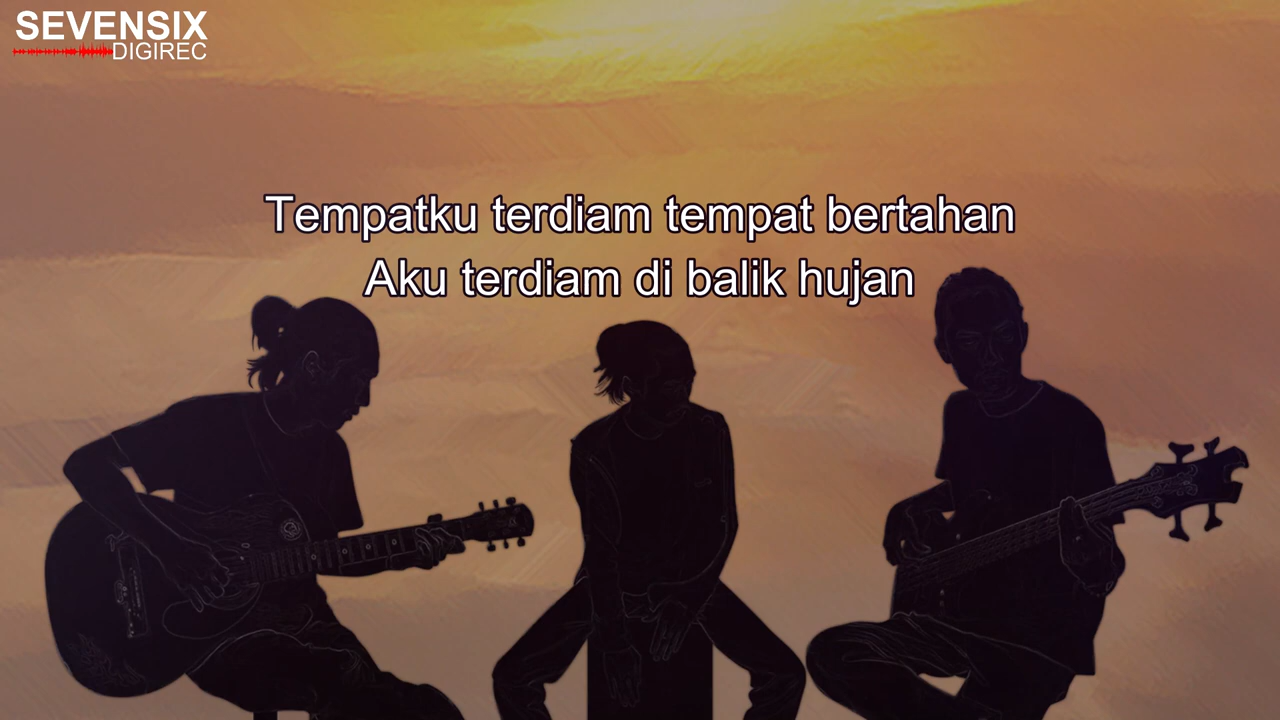 SEVENSIX
DIGIREC
Tempatku terdiam tempat bertahan
Aku terdiam di balik hujan